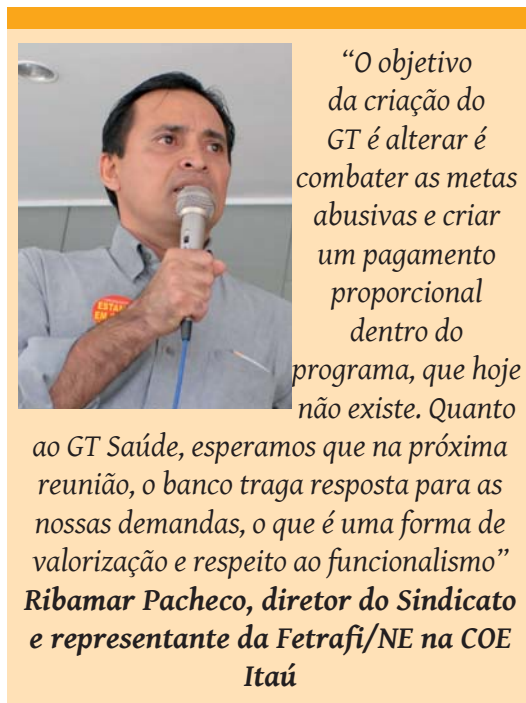 “O objetivo
da criação do
GT é alterar é
combater as metas
abusivas e criar
um pagamento
proporcional
dentro do
programa, que hoje
não existe. Quanto
ao GT Saúde, esperamos que na próxima
reunião, o banco traga resposta para as
nossas demandas, o que é uma forma de
valorização e respeito ao funcionalismo”
Ribamar Pacheco, diretor do Sindicato
e representante da Fetrafi/NE na COE
Itaú
ESTA
EM